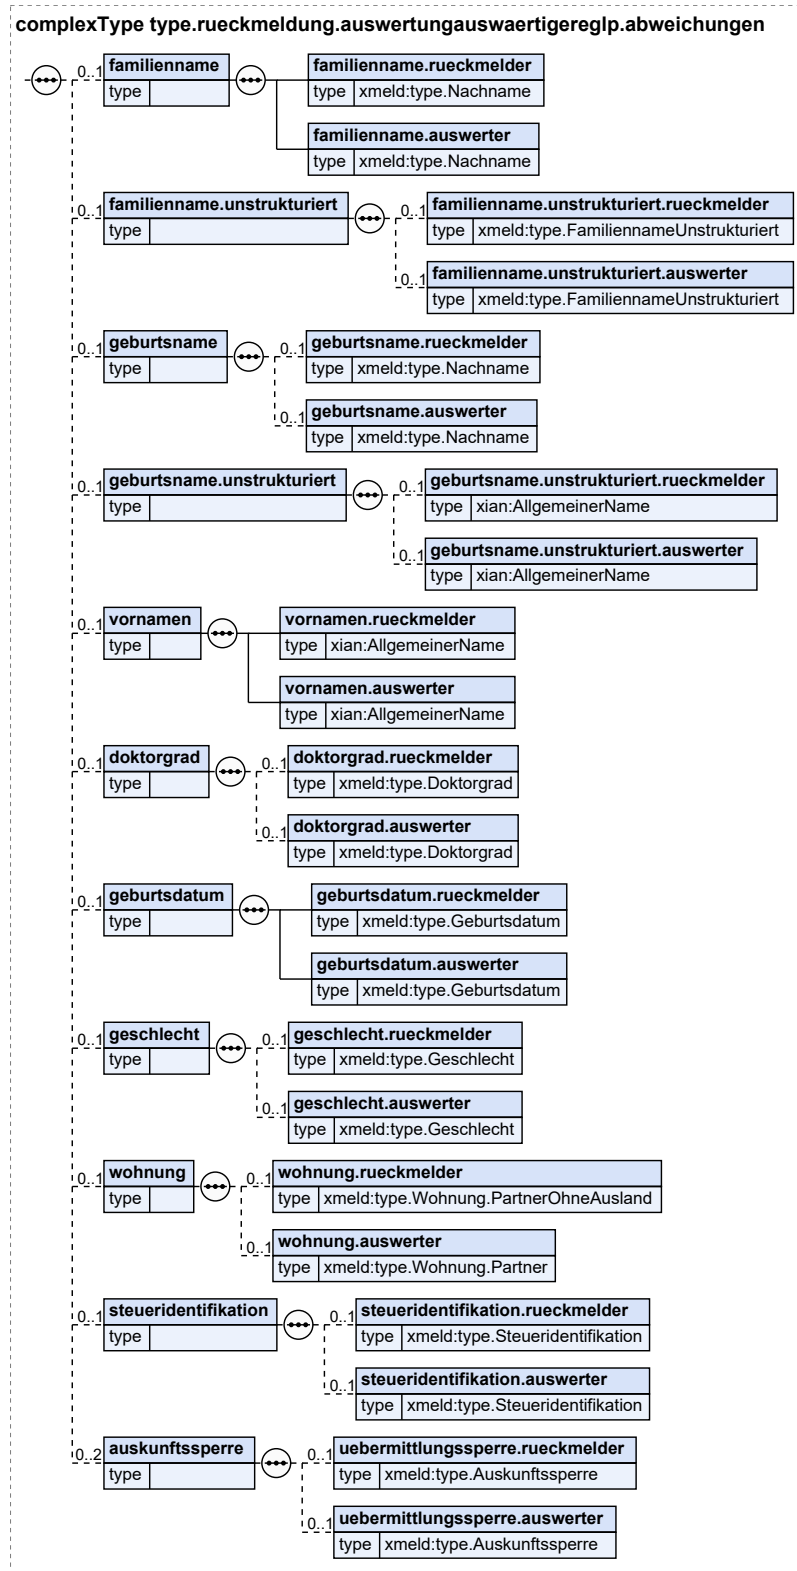 complexType type.rueckmeldung.auswertungauswaertigereglp.abweichungen
0..1 familienname
type
familienname.rueckmelder
type xmeld:type.Nachname
familienname.auswerter
type xmeld:type.Nachname
0..1 familienname.unstrukturiert
type
0..1 familienname.unstrukturiert.rueckmelder
type xmeld:type.FamiliennameUnstrukturiert
0..1 familienname.unstrukturiert.auswerter
type xmeld:type.FamiliennameUnstrukturiert
0..1 geburtsname
type
0..1 geburtsname.rueckmelder
type xmeld:type.Nachname
0..1 geburtsname.auswerter
type xmeld:type.Nachname
0..1 geburtsname.unstrukturiert
type
0..1 geburtsname.unstrukturiert.rueckmelder
type xian:AllgemeinerName
0..1 geburtsname.unstrukturiert.auswerter
type xian:AllgemeinerName
0..1 vornamen
type
vornamen.rueckmelder
type xian:AllgemeinerName
vornamen.auswerter
type xian:AllgemeinerName
0..1 doktorgrad
type
0..1 doktorgrad.rueckmelder
type xmeld:type.Doktorgrad
0..1 doktorgrad.auswerter
type xmeld:type.Doktorgrad
0..1 geburtsdatum
type
geburtsdatum.rueckmelder
type xmeld:type.Geburtsdatum
geburtsdatum.auswerter
type xmeld:type.Geburtsdatum
0..1 geschlecht
type
0..1 geschlecht.rueckmelder
type xmeld:type.Geschlecht
0..1 geschlecht.auswerter
type xmeld:type.Geschlecht
0..1 wohnung
type
0..1 wohnung.rueckmelder
type xmeld:type.Wohnung.PartnerOhneAusland
0..1 wohnung.auswerter
type xmeld:type.Wohnung.Partner
0..1 steueridentifikation
type
0..1 steueridentifikation.rueckmelder
type xmeld:type.Steueridentifikation
0..1 steueridentifikation.auswerter
type xmeld:type.Steueridentifikation
0..2 auskunftssperre
type
0..1 uebermittlungssperre.rueckmelder
type xmeld:type.Auskunftssperre
0..1 uebermittlungssperre.auswerter
type xmeld:type.Auskunftssperre